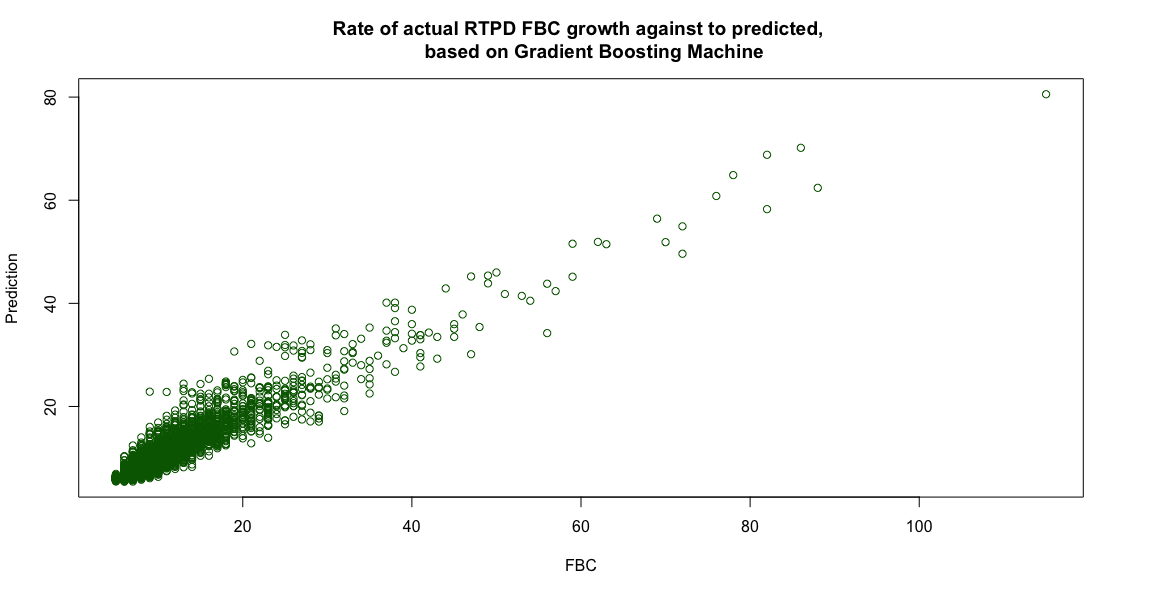 Rate of actual RTPD FBC growth against to predicted,
based on Gradient Boosting Machine
80
60
40
20
Prediction
20 40 60 80 100
FBC